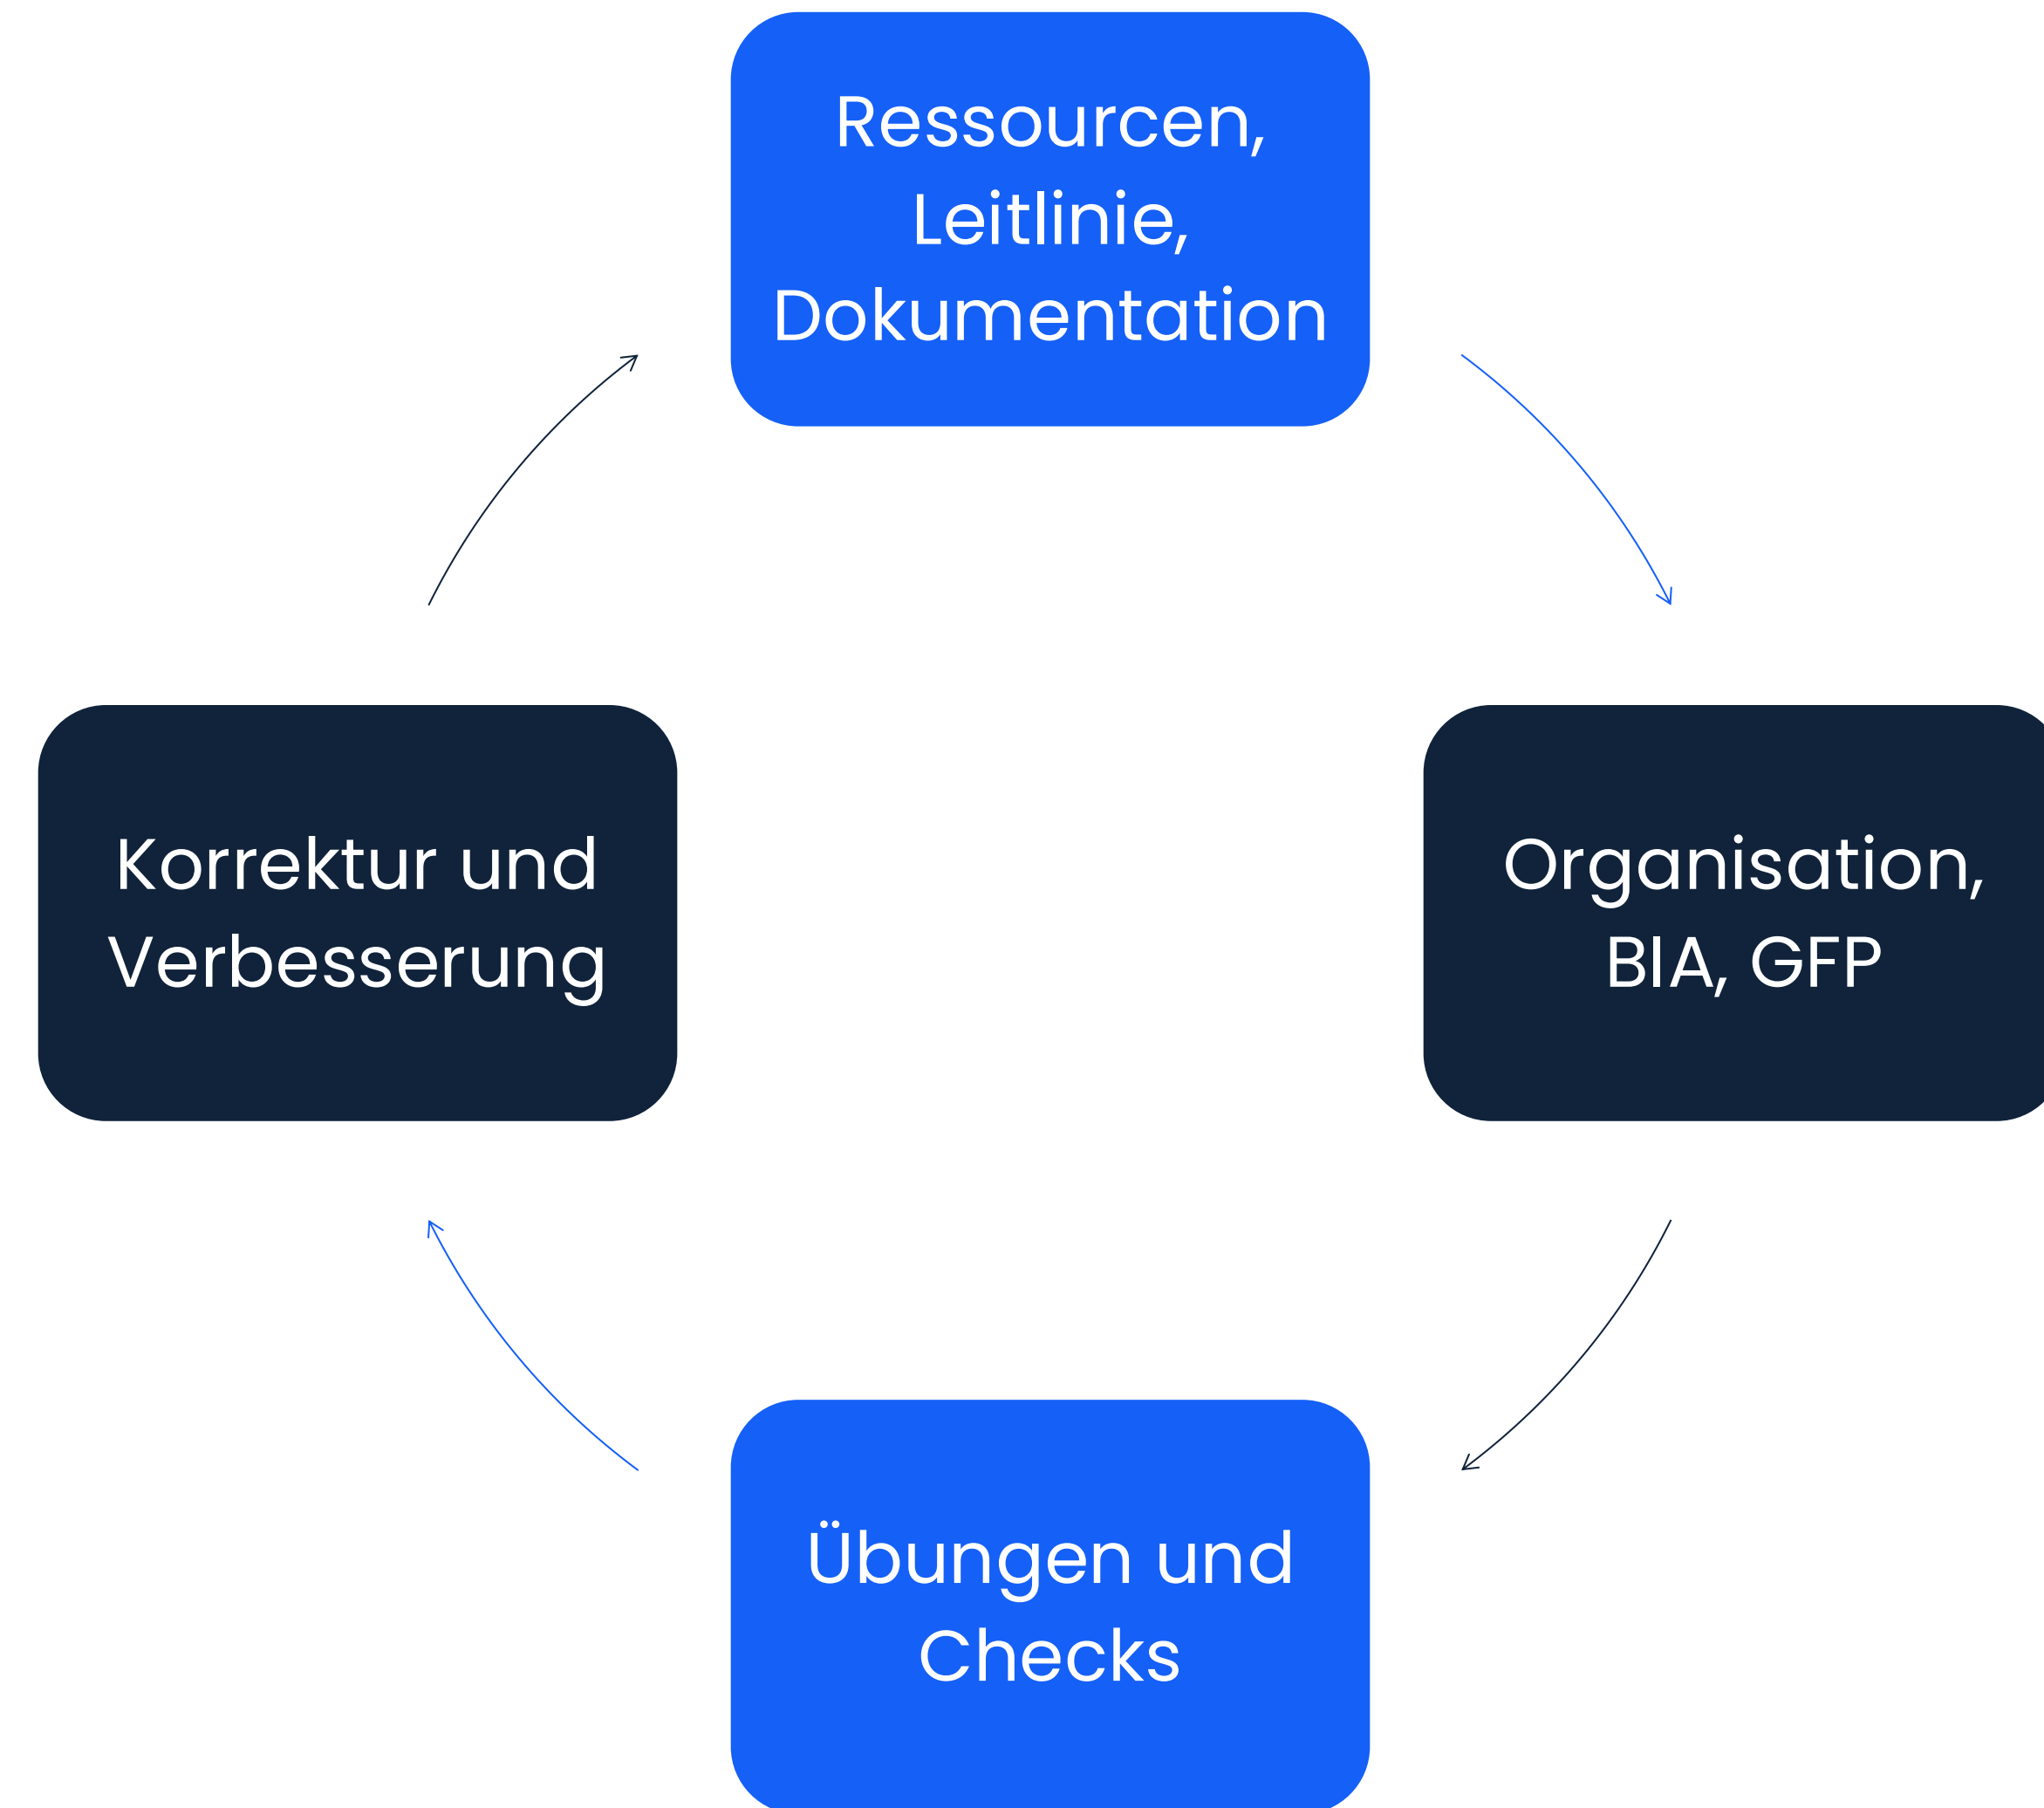 Ressourcen,
Leitlinie,
Dokumentation
Korrektur und
Verbesserung
Organisation,
BIA, GFP
Übungen und
Checks